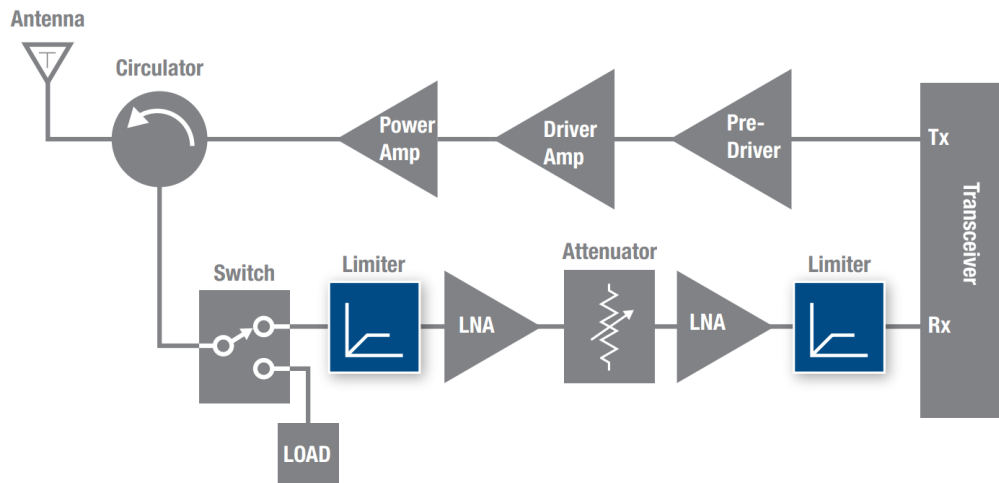 Antenna
T
Circulator
Power
Amp
Driver
Amp
Pre-
Driver
Tx
Transceiver
Rx
Switch
Limiter
LNA
Attenuator
LNA
Limiter
LOAD